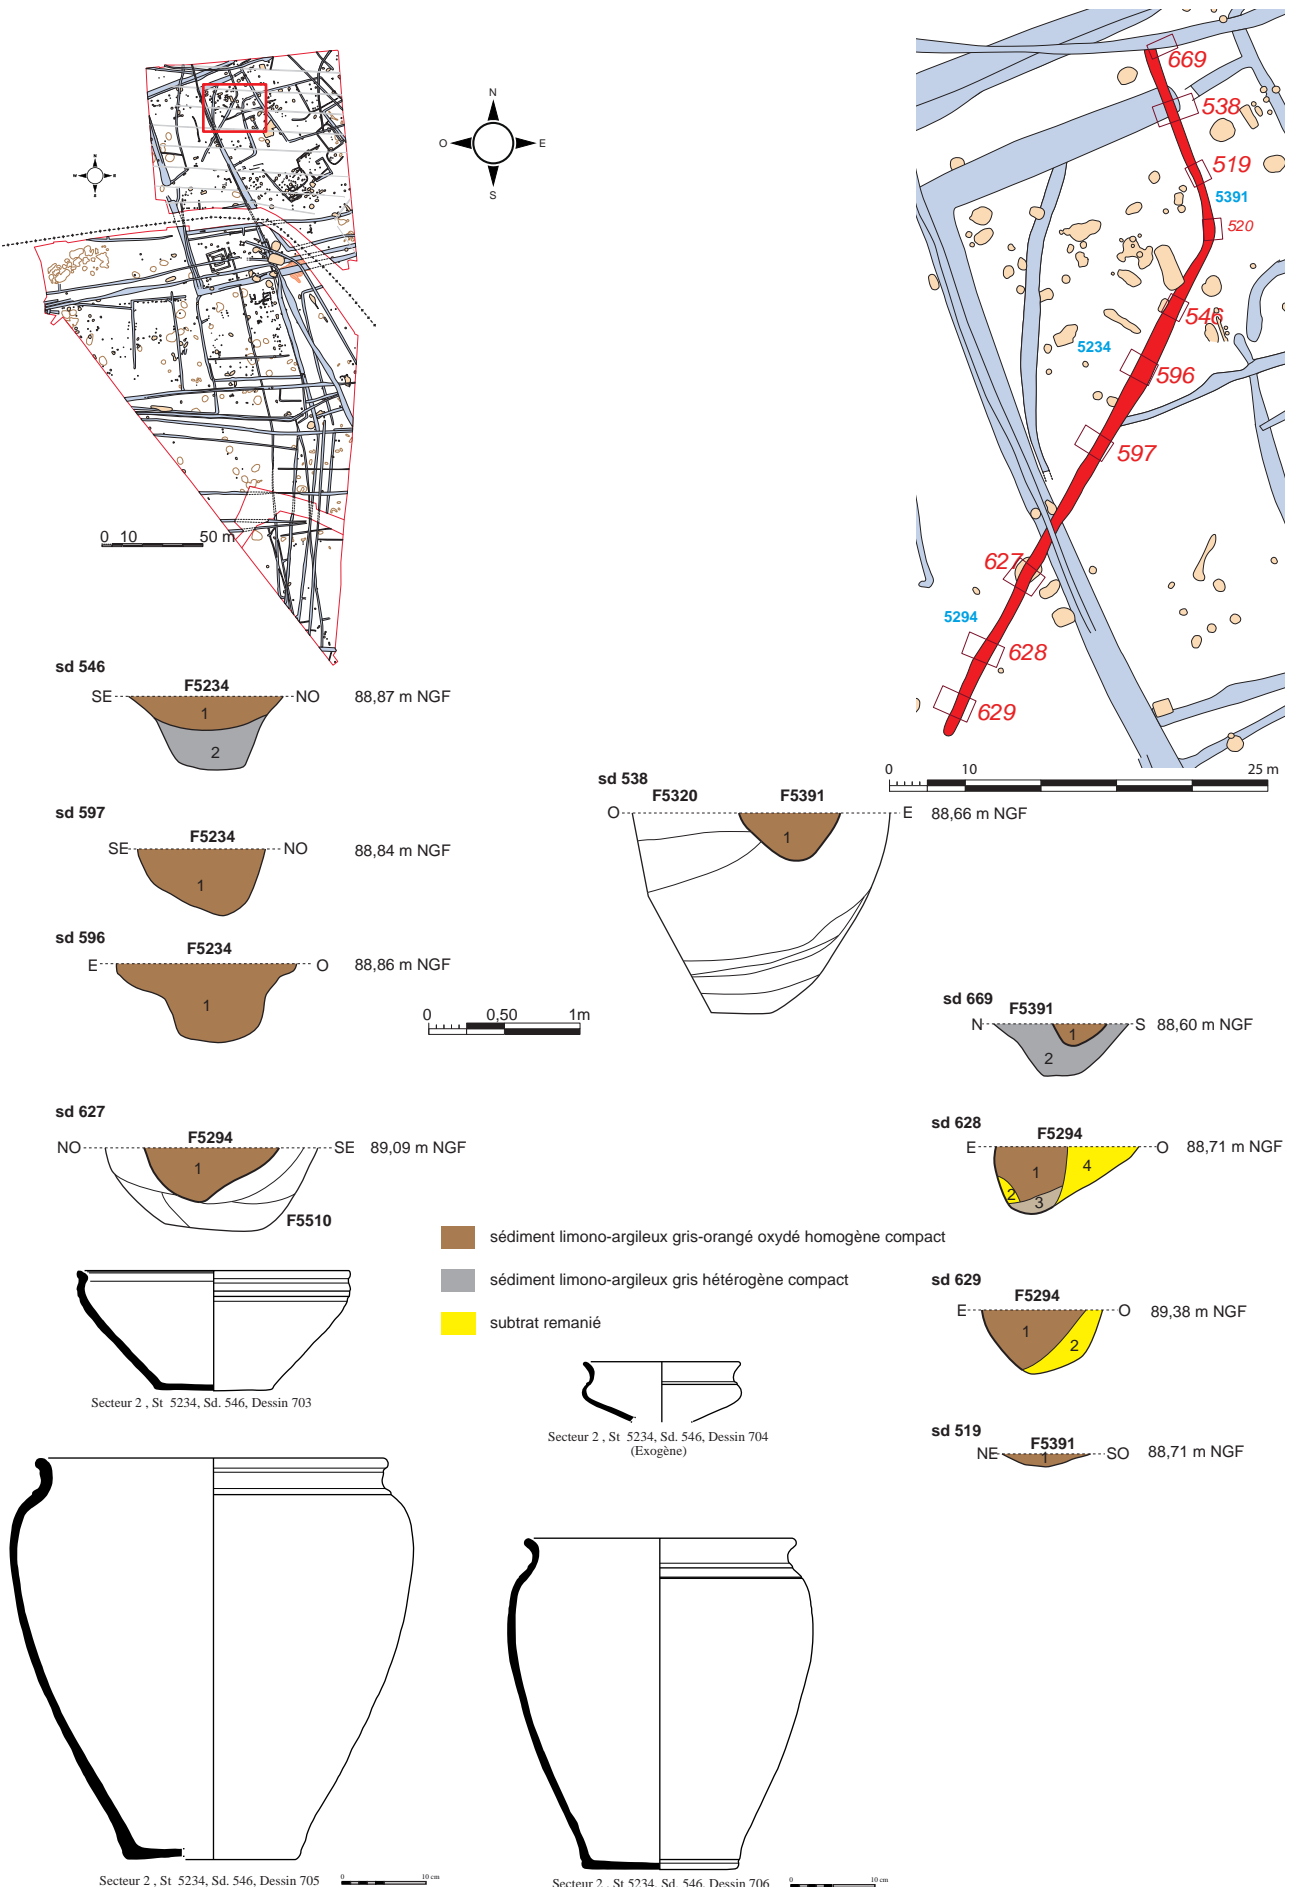 N
O
E
S
0 10 50 m
669
538
519
5391
520
546
5234
596
597
627
5294
628
629
0 10 25 m
sd 546
F5234
SE NO 88,87 m NGF
1
2
sd 597
F5234
SE NO 88,84 m NGF
1
sd 596
F5234
E O 88,86 m NGF
1
0 0,50 1m
sd 538
F5320 F5391
O E 88,66 m NGF
1
sd 669
F5391
N S 88,60 m NGF
1
2
sd 627
F5294
NO SE 89,09 m NGF
1
F5510
sd 628
F5294
E O 88,71 m NGF
1
4
2
3
sédiment limono-argileux gris-orangé oxydé homogène compact
sédiment limono-argileux gris hétérogène compact
subtrat remanié
sd 629
F5294
E O 89,38 m NGF
1
2
sd 519
F5391
NE SO 88,71 m NGF
1
Secteur 2 , St 5234, Sd. 546, Dessin 703
Secteur 2 , St 5234, Sd. 546, Dessin 704
(Exogène)
Secteur 2 , St 5234, Sd. 546, Dessin 705
0 10 cm
Secteur 2 , St 5234, Sd. 546, Dessin 706
0 10 cm